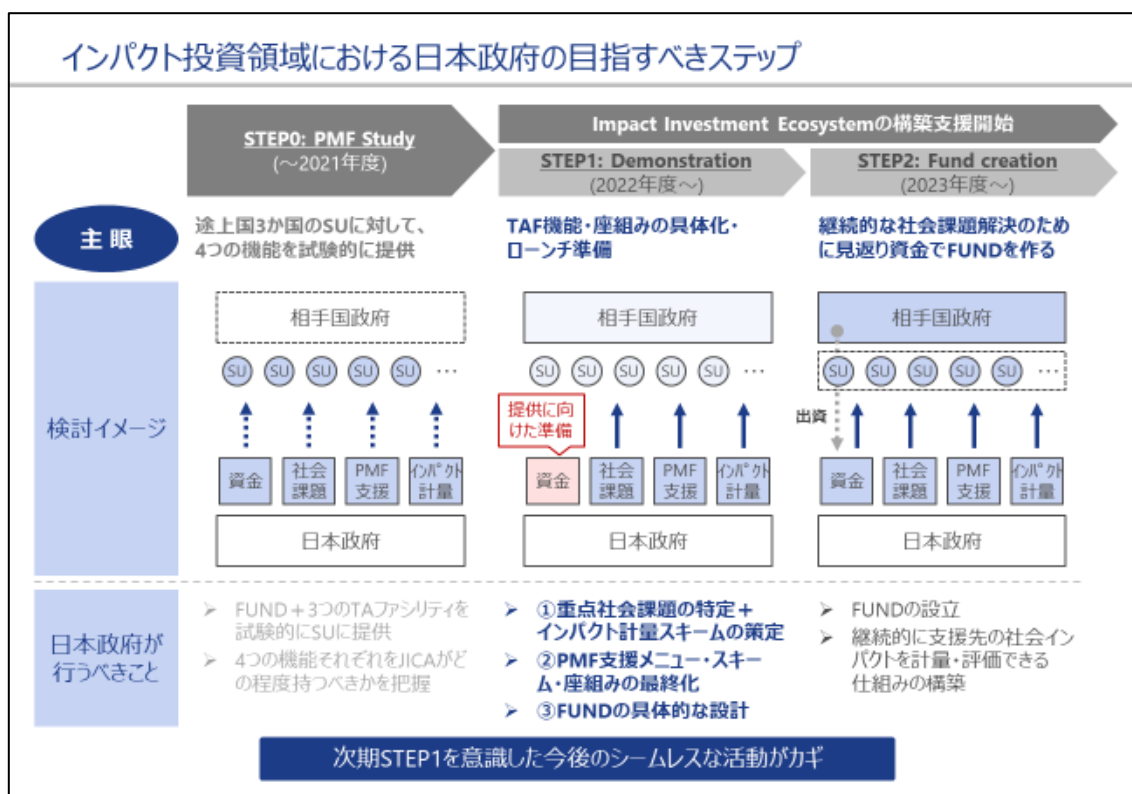 インパクト投資領域における日本政府の目指すべきステップ
STEP0: PMF Study
(～2021年度)
Impact Investment Ecosystemの構築支援開始
STEP1: Demonstration
(2022年度～)
STEP2: Fund creation
(2023年度～)
主眼
途上国3か国のSUに対して、
4つの機能を試験的に提供
TAF機能・座組みの具体化・
ローンチ準備
継続的な社会課題解決のため
に見返り資金でFUNDを作る
検討イメージ
相手国政府
SU SU SU SU SU …
資金
社会
課題
PMF
支援
インパクト
計量
日本政府
相手国政府
SU SU SU SU SU …
提供に向
けた準備
資金
社会
課題
PMF
支援
インパクト
計量
日本政府
相手国政府
SU SU SU SU SU …
出資
資金
社会
課題
PMF
支援
インパクト
計量
日本政府
日本政府が
行うべきこと
➢ FUND＋3つのTAファシリティを
試験的にSUに提供
➢ 4つの機能それぞれをJICAがど
の程度持つべきかを把握
➢ ①重点社会課題の特定＋
インパクト計量スキームの策定
➢ ②PMF支援メニュー・スキー
ム・座組みの最終化
➢ ③FUNDの具体的な設計
➢ FUNDの設立
➢ 継続的に支援先の社会イン
パクトを計量・評価できる
仕組みの構築
次期STEP1を意識した今後のシームレスな活動がカギ